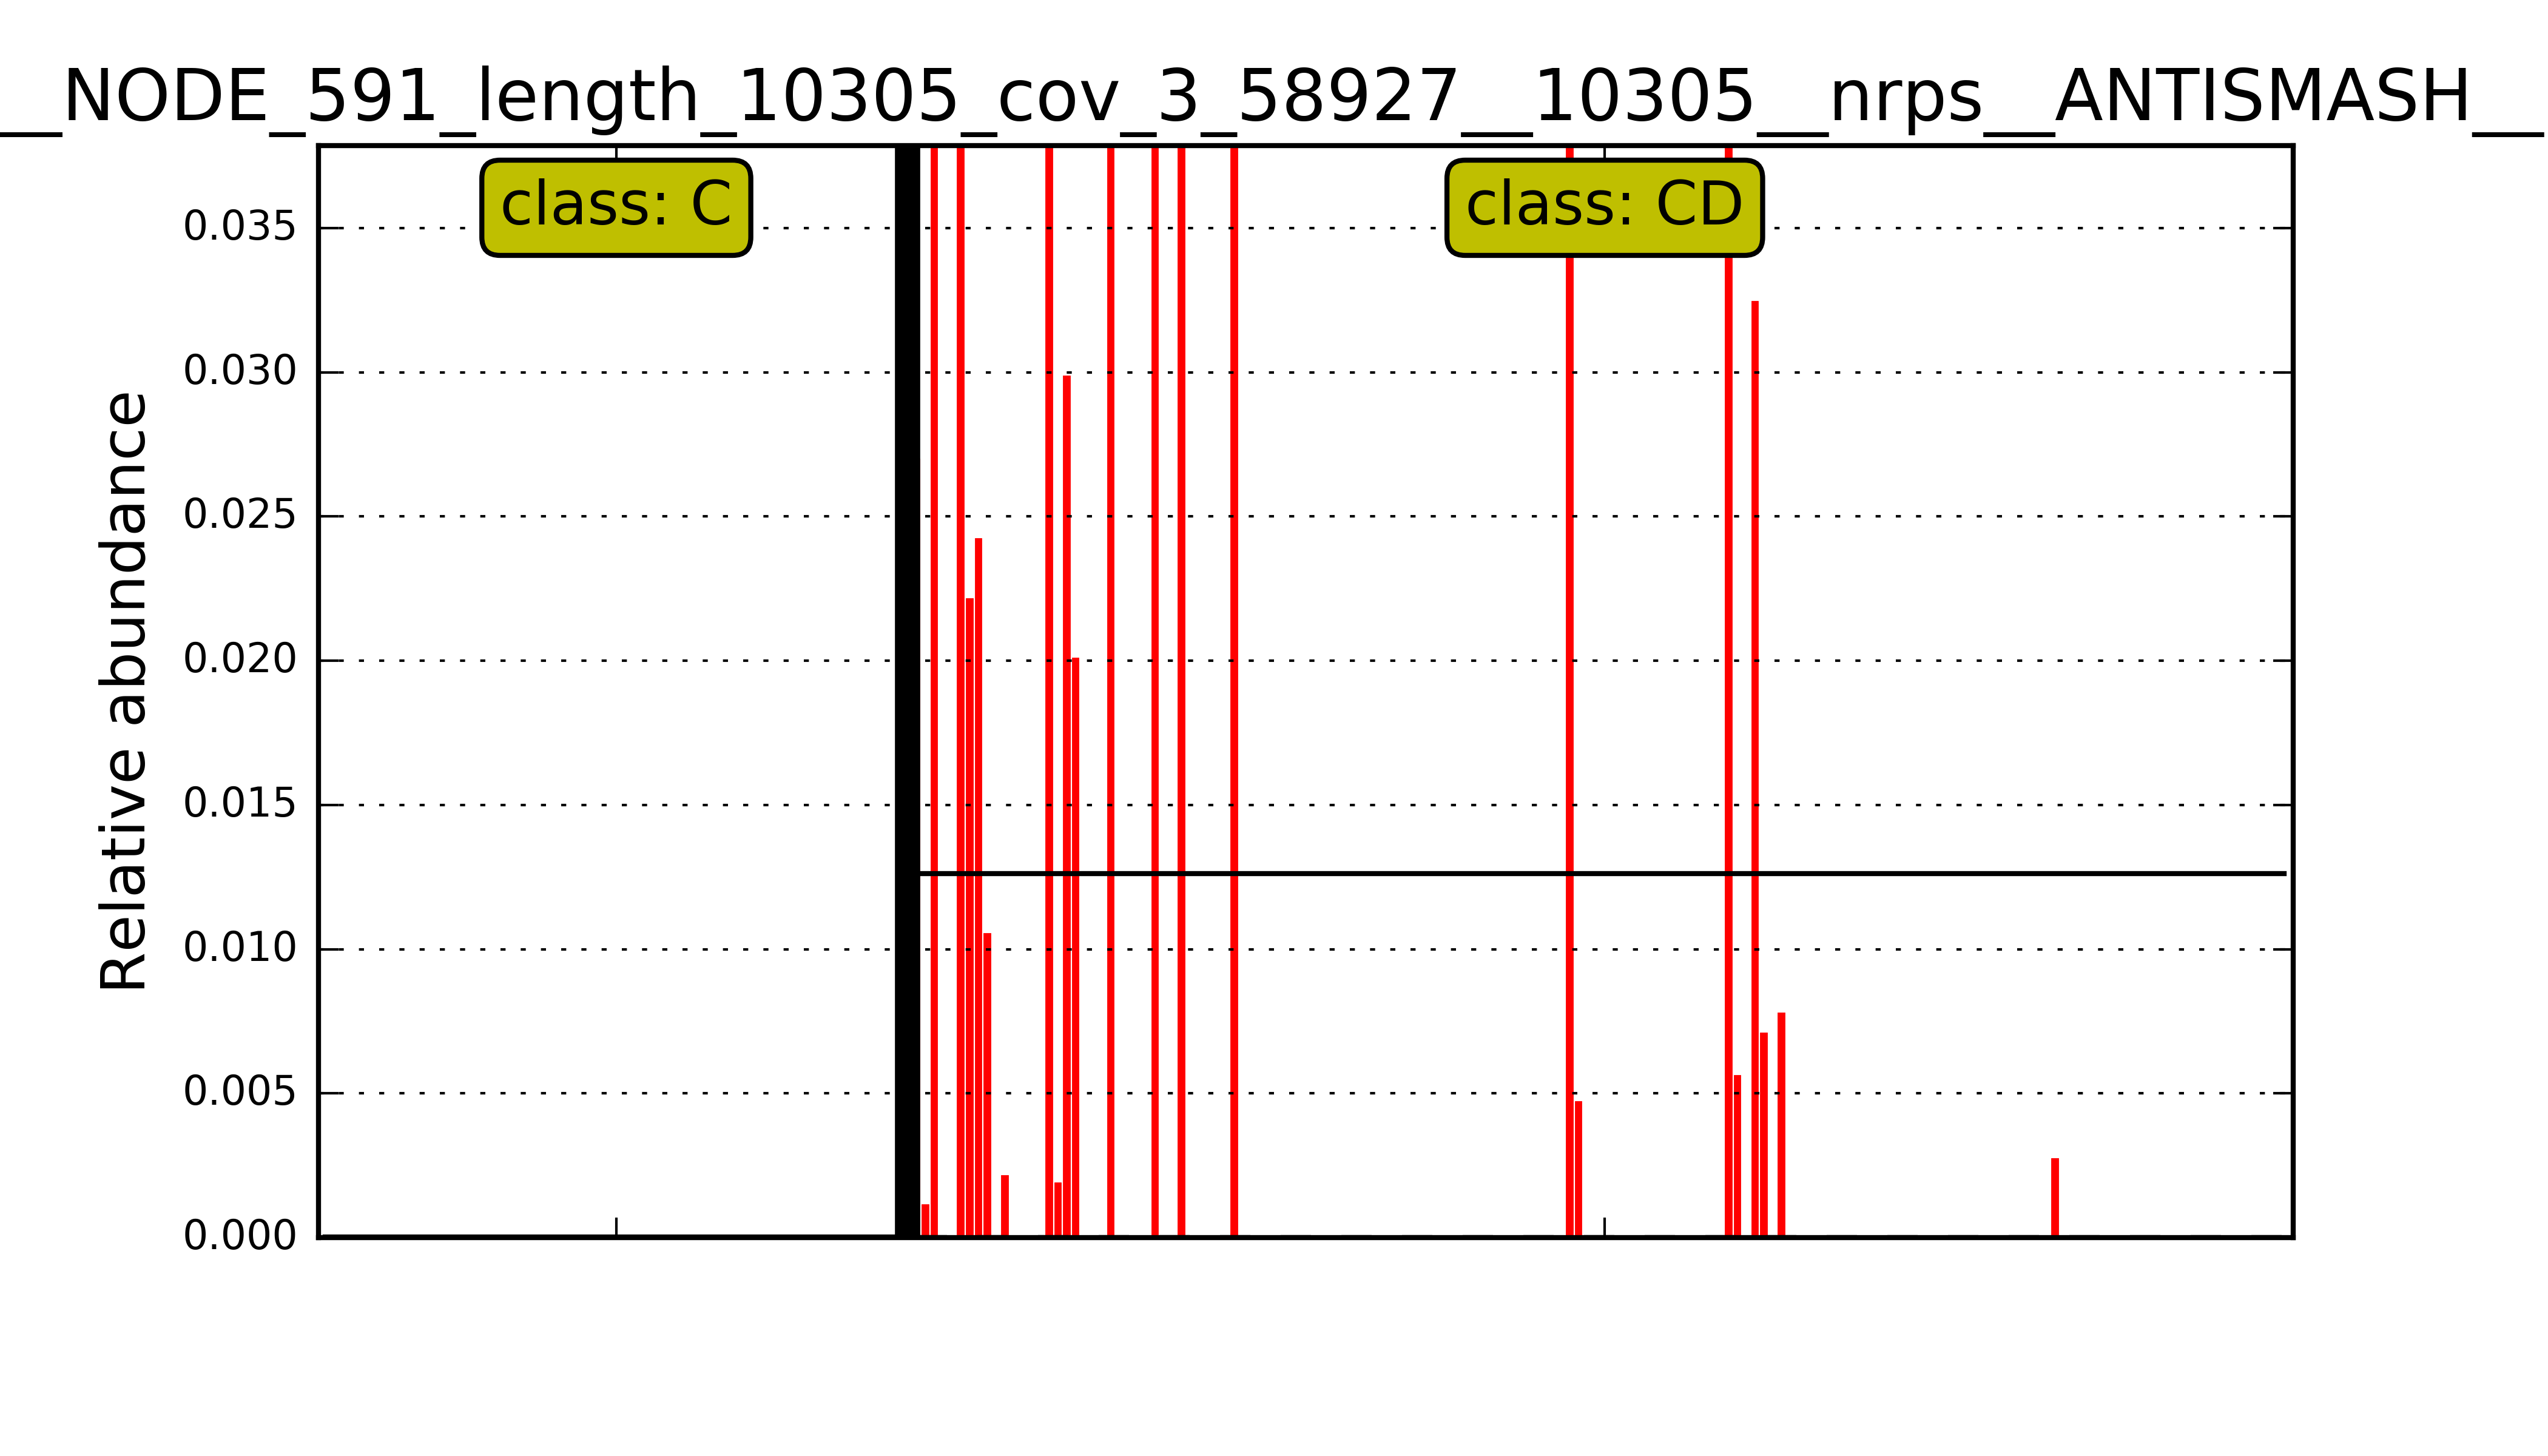 __NODE_591_length_10305_cov_3_58927__10305__nrps__ANTISMASH__
class: C
class: CD
Relative abundance
0.035
0.030
0.025
0.020
0.015
0.010
0.005
0.000